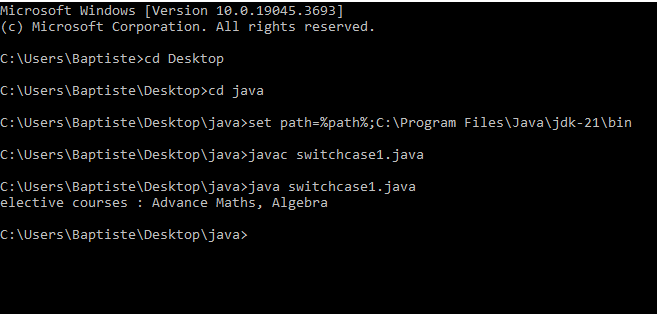 Microsoft Windows [Version 10.0.19045.3693]
(c) Microsoft Corporation. All rights reserved.
C:\Users\Baptiste>cd Desktop
C:\Users\Baptiste\Desktop>cd java
C:\Users\Baptiste\Desktop\java>set path=%path%;C:\Program Files\Java\jdk-21\bin
C:\Users\Baptiste\Desktop\java>javac switchcase1.java
C:\Users\Baptiste\Desktop\java>java switchcase1.java
elective courses : Advance Maths, Algebra
C:\Users\Baptiste\Desktop\java>